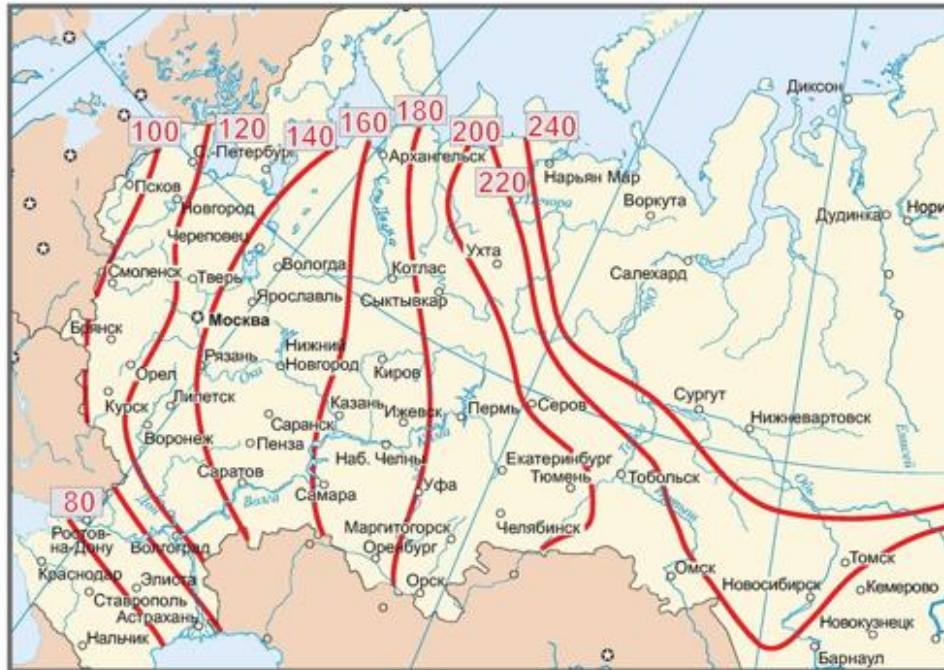 Диксон
100
120
140
160
180
200
240
С.-Петербург
Архангельск
Нарьян Мар
220
Псков
Печора
Воркута
Новгород
Дудинка
Нори
Череповец
Ухта
Смоленск
Тверь
Вологда
Котлас
Салехард
Обь
Ярославль
Сыктывкар
Москва
Брянск
Нижний
Новгород
Рязань
Ока
Киров
Орел
Сургут
Курск
Липецк
Казань
Ижевск
Пермь
Серов
Нижневартовск
Саранск
Воронеж
Пенза
Кама
Наб. Челны
Екатеринбург
Енисей
Саратов
Тюмень
Тобольск
Обь
80
Дон
Волга
Самара
Уфа
Иртыш
Ростов-
на-Дону
Волгоград
Маргитогорск
Челябинск
Оренбург
Краснодар
Элиста
Орск
Омск
Томск
Новосибирск
Кемерово
Ставрополь
Астрахань
Новокузнецк
Нальчик
Барнаул